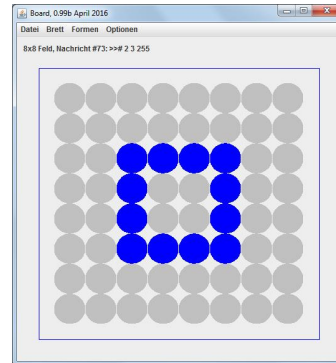 Board, 0.99b April 2016
Datei Brett Formen Optionen
8x8 Feld, Nachricht #73: >># 2 3 255